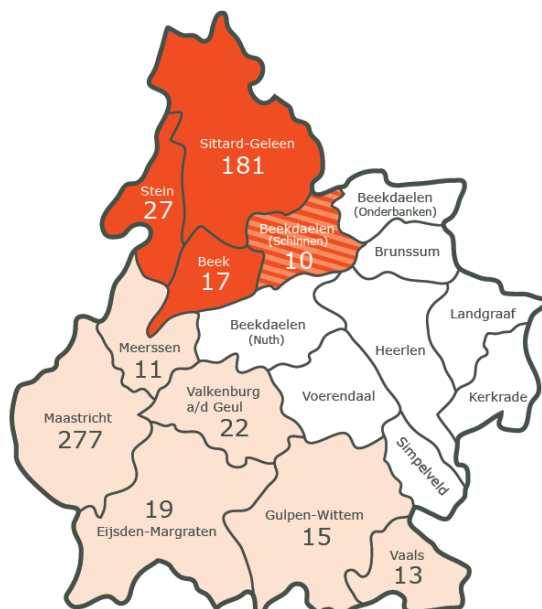 Sittard-Geleen
181
Stein
27
Beekdaelen
(Onderbanken)
Beekdaelen
(Schinnen)
10
Brunssum
Beek
17
Landgraaf
Beekdaelen
(Nuth)
Meerssen
11
Heerlen
Valkenburg
a/d Geul
22
Voerendaal
Kerkrade
Maastricht
277
Simpelveld
19
Eijsden-Margraten
Gulpen-Wittem
15
Vaals
13